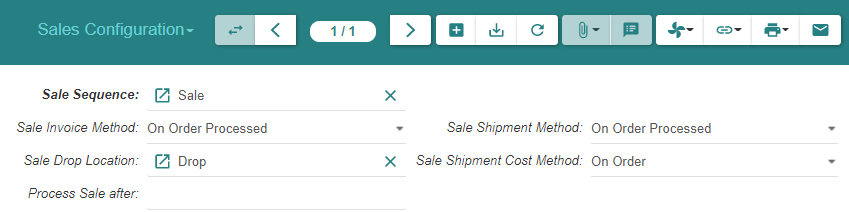 Sales Configuration
1 / 1
Sale Sequence: Sale
Sale Invoice Method: On Order Processed Sale Shipment Method: On Order Processed
Sale Drop Location: Drop Sale Shipment Cost Method: On Order
Process Sale after: